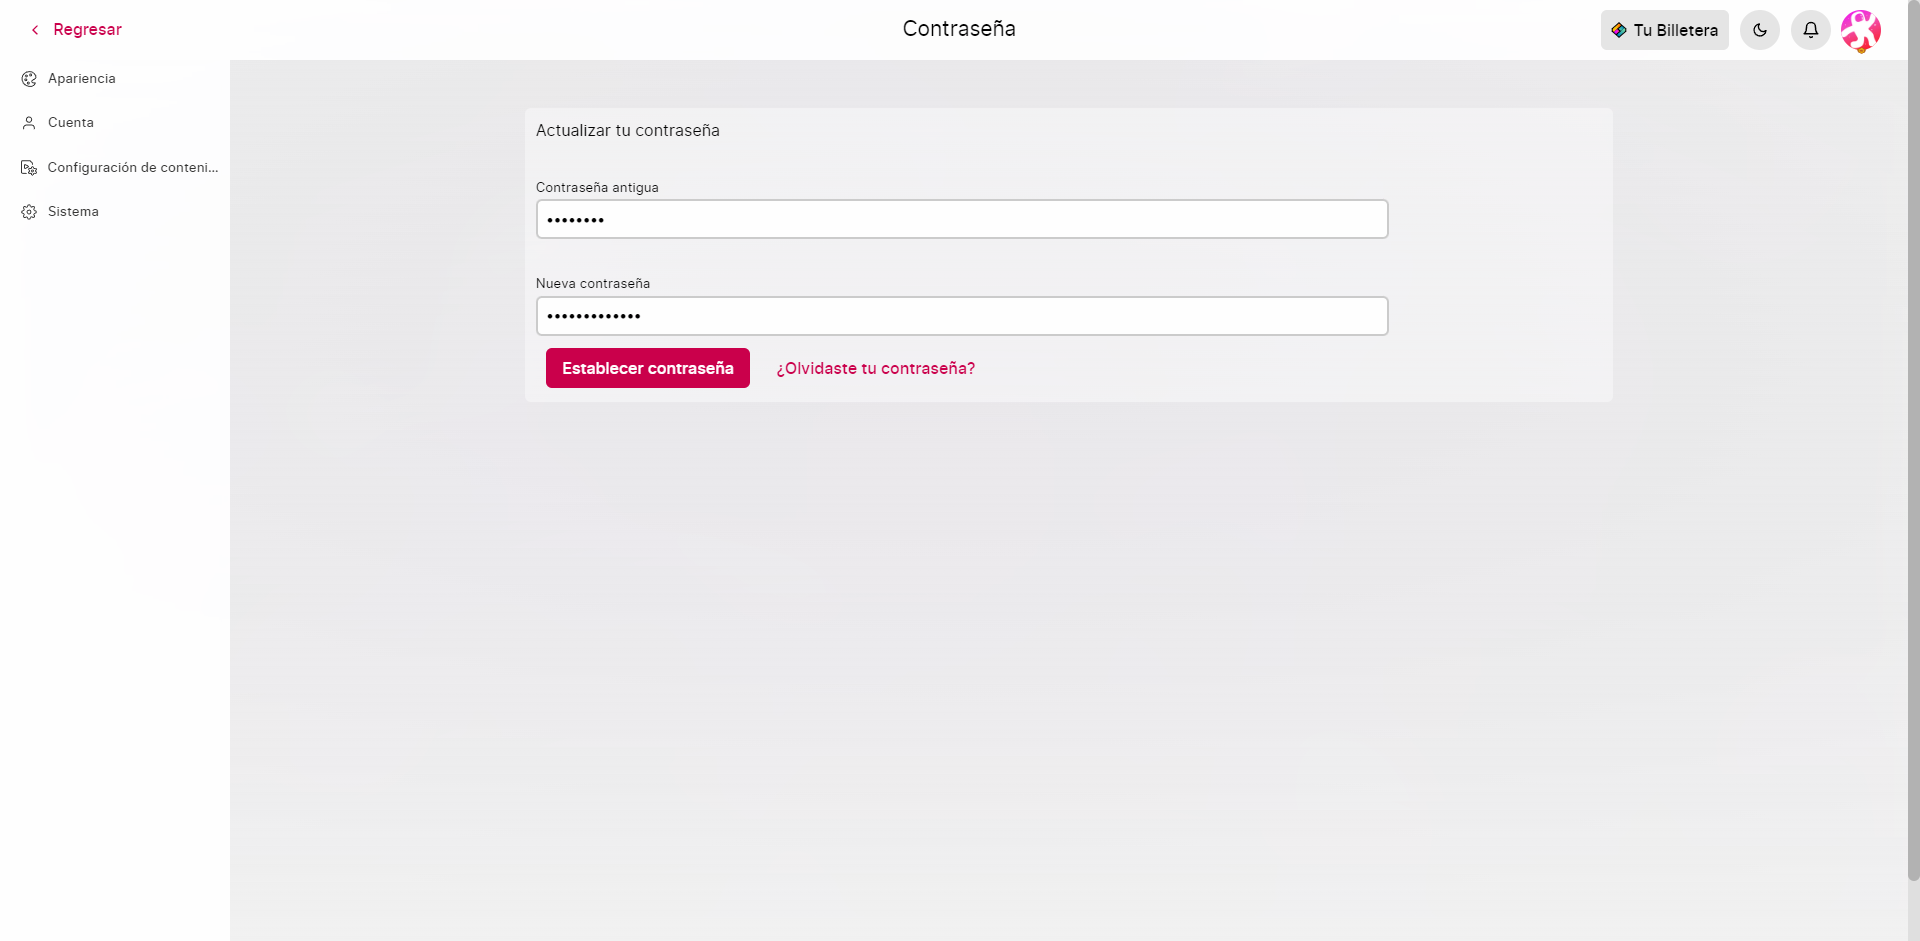 Regresar
Contraseña
Tu Billetera
Apariencia
Cuenta
Configuración de conteni...
Sistema
Actualizar tu contraseña
Contraseña antigua
••••••••
Nueva contraseña
•••••••••••••
Establecer contraseña
¿Olvidaste tu contraseña?